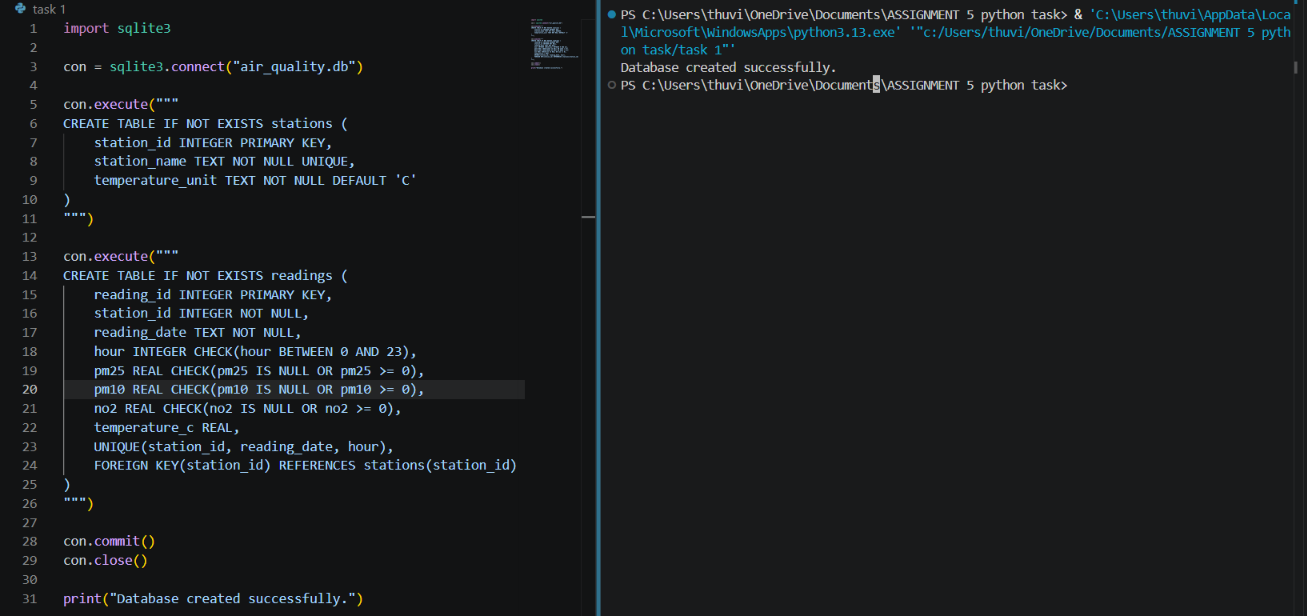 task 1
1 import sqlite3
2
3 con = sqlite3.connect("air_quality.db")
4
5 con.execute("""
6 CREATE TABLE IF NOT EXISTS stations (
7     station_id INTEGER PRIMARY KEY,
8     station_name TEXT NOT NULL UNIQUE,
9     temperature_unit TEXT NOT NULL DEFAULT 'C'
10 )
11 """)
12
13 con.execute("""
14 CREATE TABLE IF NOT EXISTS readings (
15     reading_id INTEGER PRIMARY KEY,
16     station_id INTEGER NOT NULL,
17     reading_date TEXT NOT NULL,
18     hour INTEGER CHECK(hour BETWEEN 0 AND 23),
19     pm25 REAL CHECK(pm25 IS NULL OR pm25 >= 0),
20     pm10 REAL CHECK(pm10 IS NULL OR pm10 >= 0),
21     no2 REAL CHECK(no2 IS NULL OR no2 >= 0),
22     temperature_c REAL,
23     UNIQUE(station_id, reading_date, hour),
24     FOREIGN KEY(station_id) REFERENCES stations(station_id)
25 )
26 """)
27
28 con.commit()
29 con.close()
30
31 print("Database created successfully.")
PS C:\Users\thuvi\OneDrive\Documents\ASSIGNMENT 5 python task> & 'C:\Users\thuvi\AppData\Loca
l\Microsoft\WindowsApps\python3.13.exe' '"c:/Users/thuvi/OneDrive/Documents/ASSIGNMENT 5 pyth
on task/task 1"'
Database created successfully.
PS C:\Users\thuvi\OneDrive\Documents\ASSIGNMENT 5 python task>